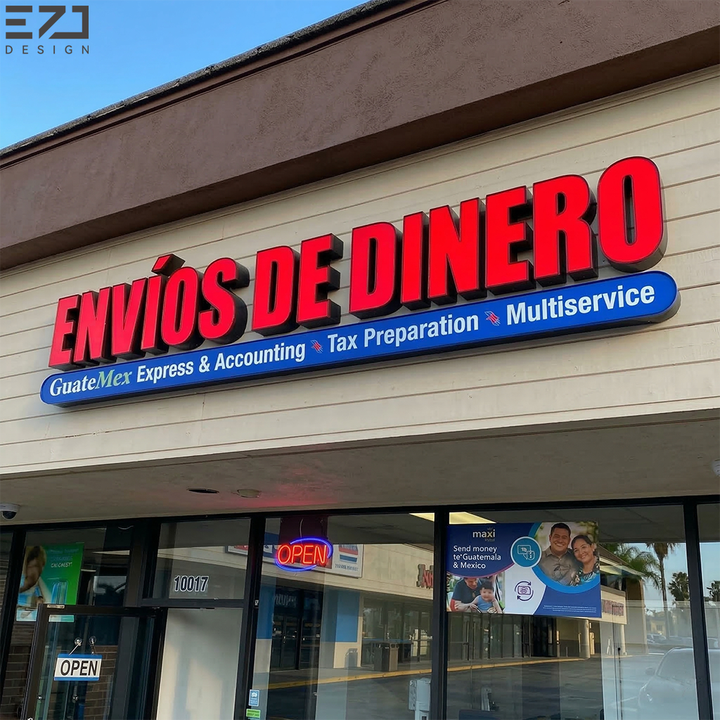 EZD
DESIGN
ENVÍOS DE DINERO
GuateMex Express & Accounting Tax Preparation Multiservice
OPEN
10017
OPEN
maxi
Send money
to Guatemala
& Mexico